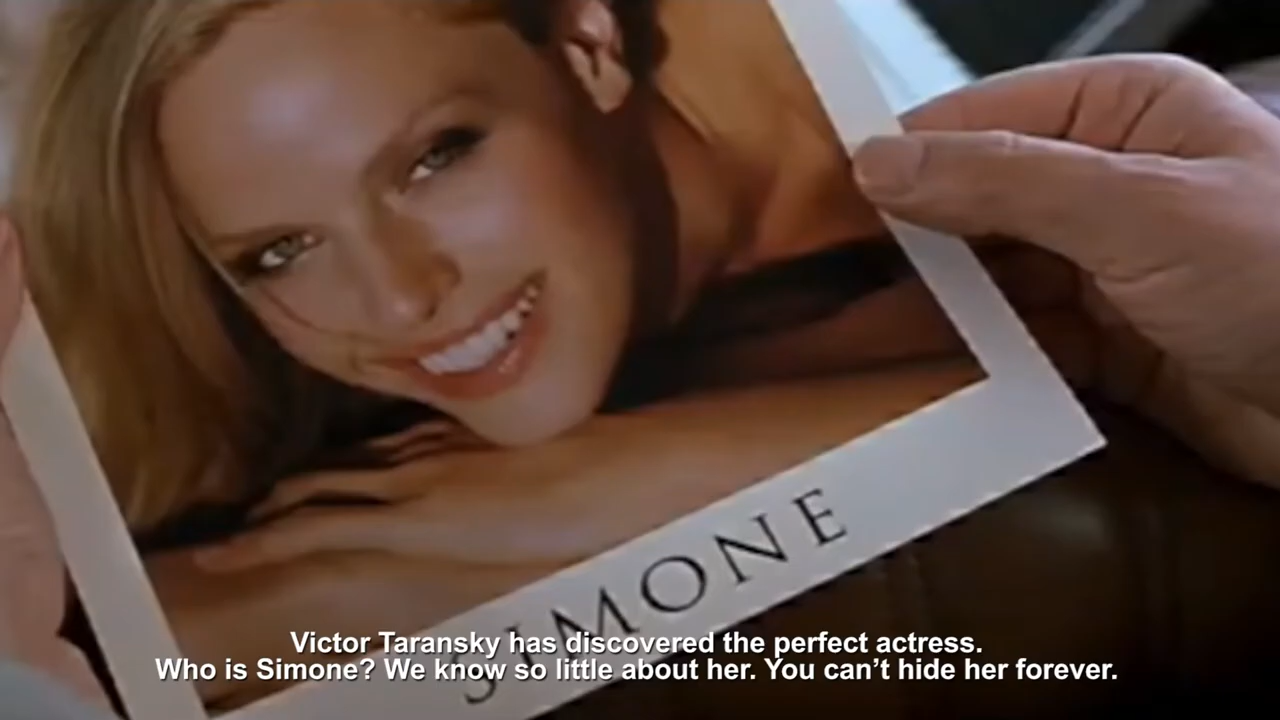 SIMONE
Victor Taransky has discovered the perfect actress.
Who is Simone? We know so little about her. You can’t hide her forever.